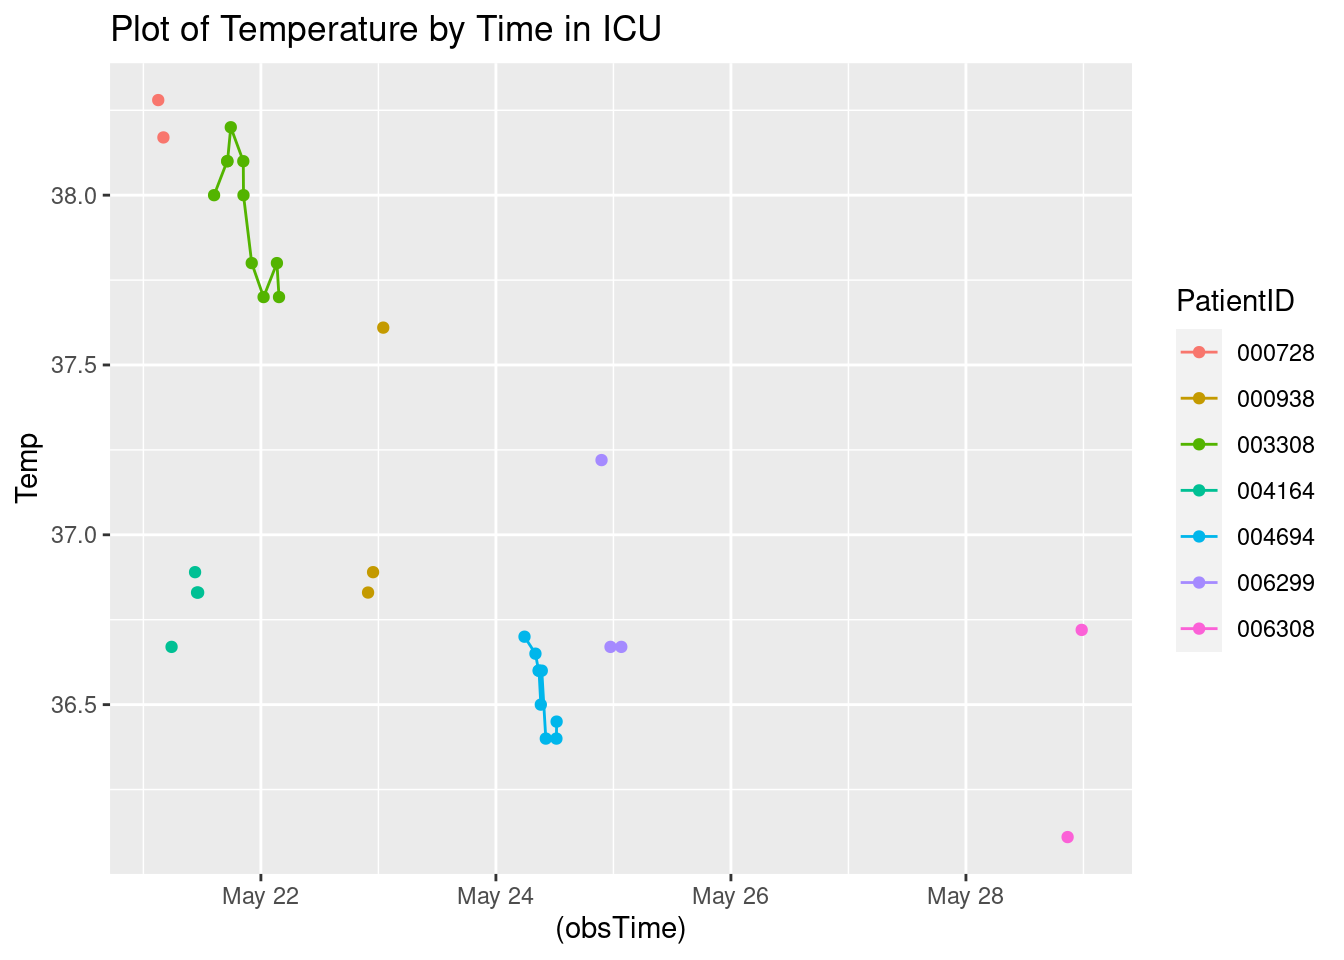 Plot of Temperature by Time in ICU
38.0
37.5
37.0
36.5
Temp
May 22 May 24 May 26 May 28
(obsTime)
PatientID
000728
000938
003308
004164
004694
006299
006308